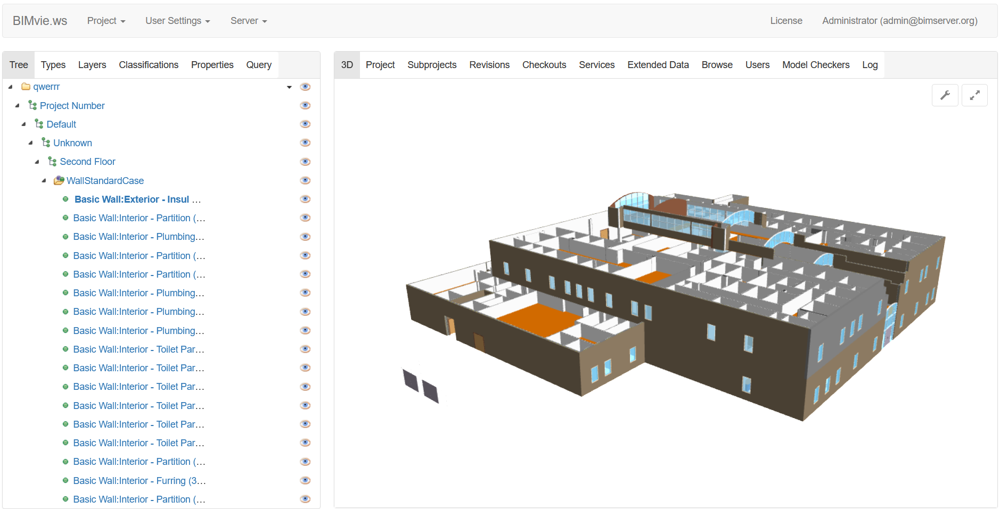 BIMvie.ws Project User Settings Server License Administrator (admin@bimserver.org)
Tree Types Layers Classifications Properties Query
qwerrr
Project Number
Default
Unknown
Second Floor
WallStandardCase
Basic Wall:Exterior - Insul ...
Basic Wall:Interior - Partition (...
Basic Wall:Interior - Plumbing...
Basic Wall:Interior - Partition (...
Basic Wall:Interior - Partition (...
Basic Wall:Interior - Plumbing...
Basic Wall:Interior - Plumbing...
Basic Wall:Interior - Plumbing...
Basic Wall:Interior - Toilet Par...
Basic Wall:Interior - Toilet Par...
Basic Wall:Interior - Toilet Par...
Basic Wall:Interior - Toilet Par...
Basic Wall:Interior - Toilet Par...
Basic Wall:Interior - Toilet Par...
Basic Wall:Interior - Partition (...
Basic Wall:Interior - Furring (3...
Basic Wall:Interior - Partition (...
3D Project Subprojects Revisions Checkouts Services Extended Data Browse Users Model Checkers Log